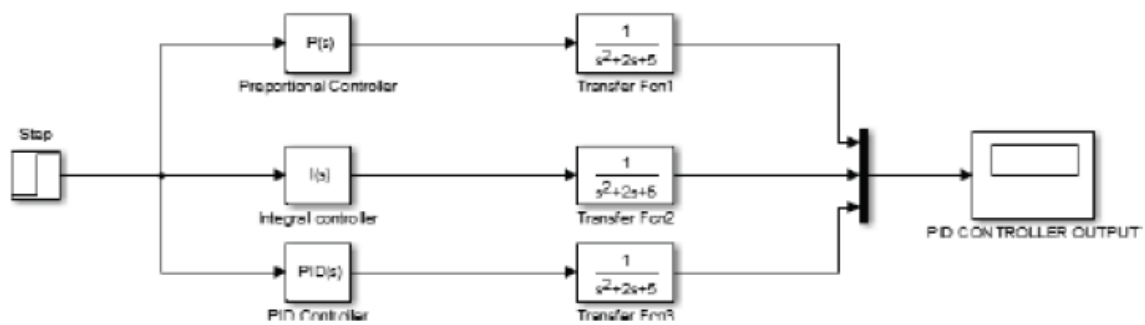 P(s)
1
s²+2s+5
Proportional Controller
Transfer Fcn1
Step
I(s)
1
s²+2s+5
Integral controller
Transfer Fcn2
PID CONTROLLER OUTPUT
PID(s)
1
s²+2s+5
PID Controller
Transfer Fcn3